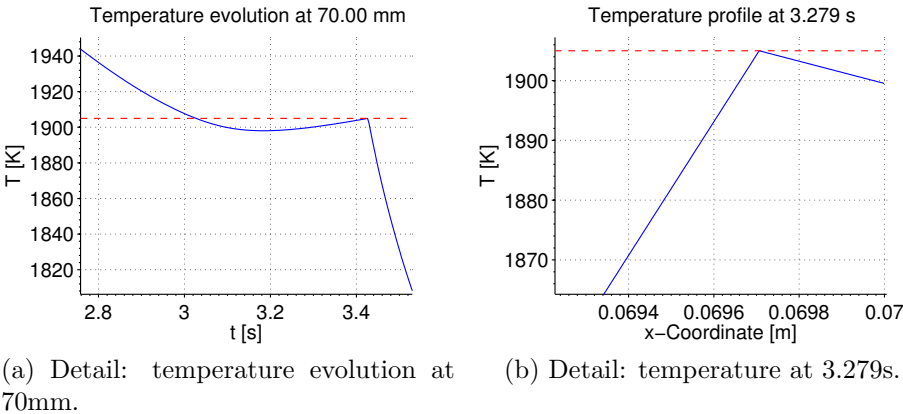 Temperature evolution at 70.00 mm
1940
1920
1900
1880
1860
1840
1820
T [K]
2.8 3 3.2 3.4
t [s]
(a) Detail: temperature evolution at
70mm.
Temperature profile at 3.279 s
1900
1890
1880
1870
T [K]
0.0694 0.0696 0.0698 0.07
x−Coordinate [m]
(b) Detail: temperature at 3.279s.